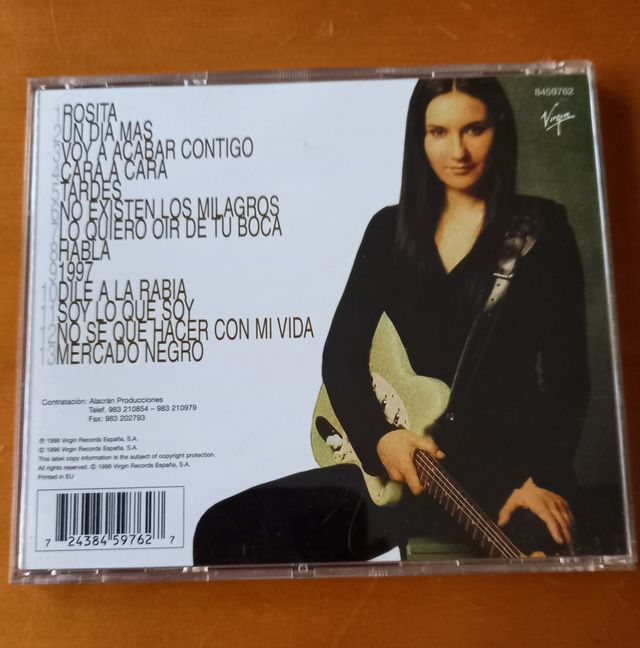 8459762
Virgin
1 ROSITA
2 UN DIA MAS
3 VOY A ACABAR CONTIGO
4 CARA A CARA
5 TARDES
6 NO EXISTEN LOS MILAGROS
7 LO QUIERO OIR DE TU BOCA
8 HABLA
9 1997
10 DILE A LA RABIA
11 SOY LO QUE SOY
12 NO SE QUE HACER CON MI VIDA
13 MERCADO NEGRO
Contratación: Alacrán Producciones
Telef. 983 210854 – 983 210979
Fax: 983 202793
℗ 1998 Virgin Records España, S.A.
© 1998 Virgin Records España, S.A.
This label copy information is the subject of copyright protection.
All rights reserved. © 1998 Virgin Records España, S.A.
Printed in EU
7 24384 59762 7